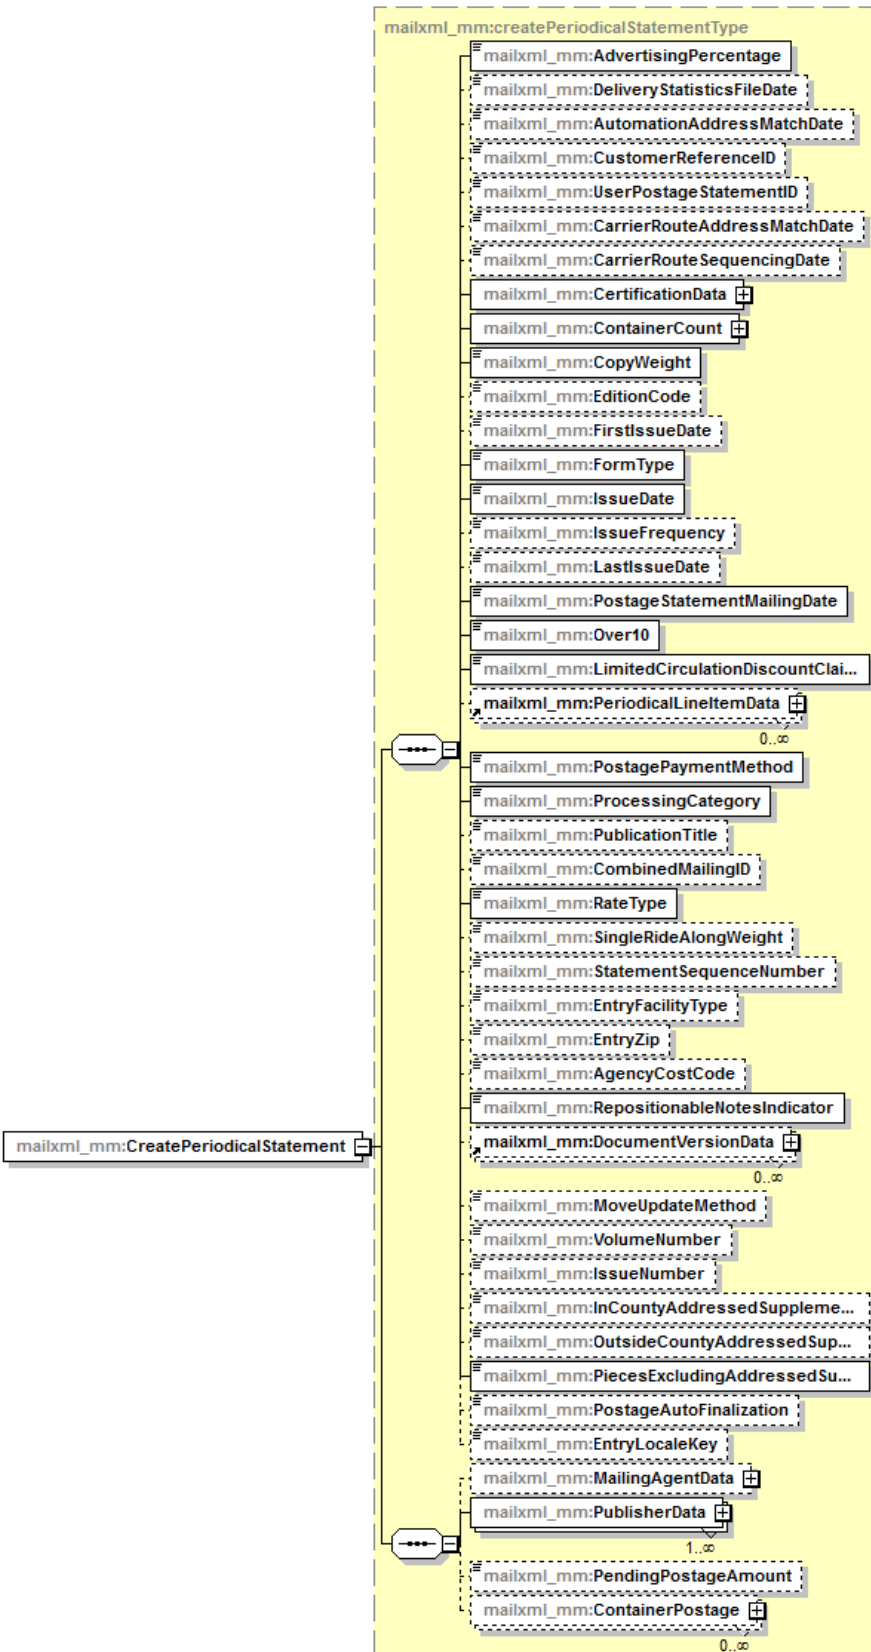 mailxml_mm:createPeriodicalStatementType
mailxml_mm:AdvertisingPercentage
mailxml_mm:DeliveryStatisticsFileDate
mailxml_mm:AutomationAddressMatchDate
mailxml_mm:CustomerReferenceID
mailxml_mm:UserPostageStatementID
mailxml_mm:CarrierRouteAddressMatchDate
mailxml_mm:CarrierRouteSequencingDate
mailxml_mm:CertificationData
mailxml_mm:ContainerCount
mailxml_mm:CopyWeight
mailxml_mm:EditionCode
mailxml_mm:FirstIssueDate
mailxml_mm:FormType
mailxml_mm:IssueDate
mailxml_mm:IssueFrequency
mailxml_mm:LastIssueDate
mailxml_mm:PostageStatementMailingDate
mailxml_mm:Over10
mailxml_mm:LimitedCirculationDiscountClai...
mailxml_mm:PeriodicalLineItemData
0..∞
mailxml_mm:PostagePaymentMethod
mailxml_mm:ProcessingCategory
mailxml_mm:PublicationTitle
mailxml_mm:CombinedMailingID
mailxml_mm:RateType
mailxml_mm:SingleRideAlongWeight
mailxml_mm:StatementSequenceNumber
mailxml_mm:EntryFacilityType
mailxml_mm:EntryZip
mailxml_mm:AgencyCostCode
mailxml_mm:RepositionableNotesIndicator
mailxml_mm:CreatePeriodicalStatement
mailxml_mm:DocumentVersionData
0..∞
mailxml_mm:MoveUpdateMethod
mailxml_mm:VolumeNumber
mailxml_mm:IssueNumber
mailxml_mm:InCountyAddressedSuppleme...
mailxml_mm:OutsideCountyAddressedSup...
mailxml_mm:PiecesExcludingAddressedSu...
mailxml_mm:PostageAutoFinalization
mailxml_mm:EntryLocaleKey
mailxml_mm:MailingAgentData
mailxml_mm:PublisherData
1..∞
mailxml_mm:PendingPostageAmount
mailxml_mm:ContainerPostage
0..∞